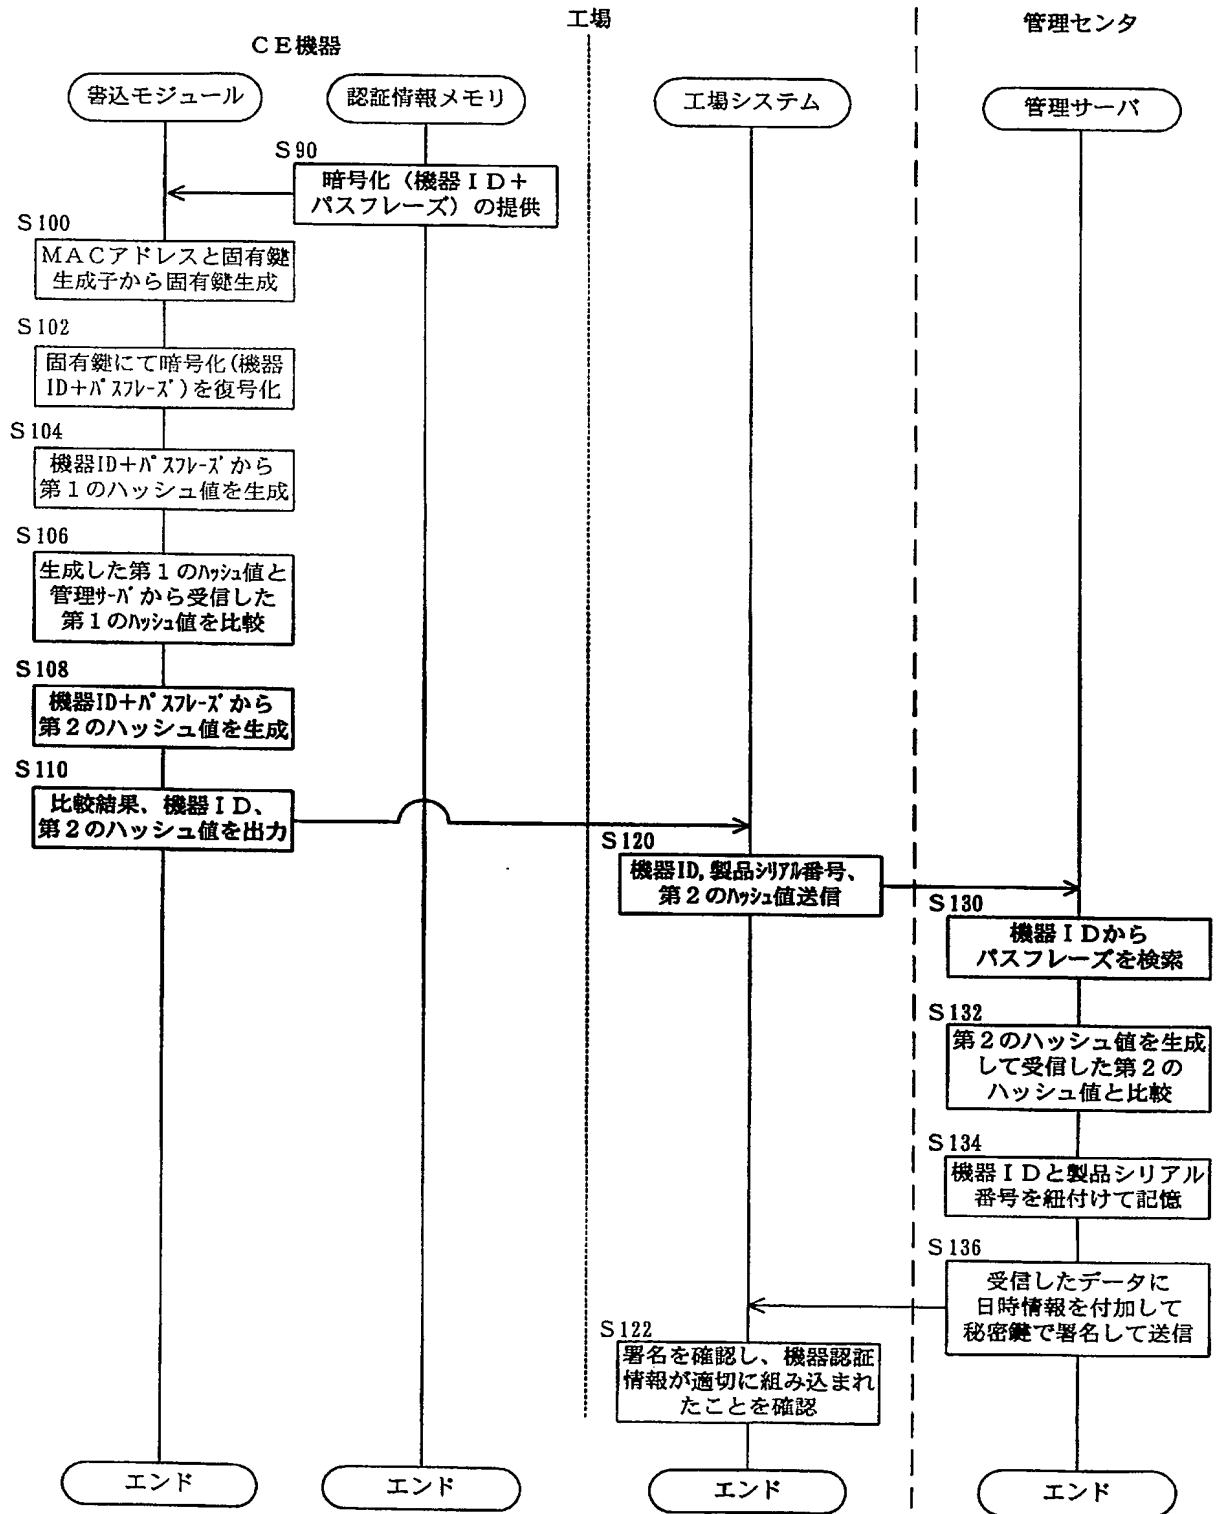 工場
管理センタ
ＣＥ機器
書込モジュール
認証情報メモリ
工場システム
管理サーバ
Ｓ90
暗号化（機器ＩＤ＋
パスフレーズ）の提供
Ｓ100
ＭＡＣアドレスと固有鍵
生成子から固有鍵生成
Ｓ102
固有鍵にて暗号化(機器
ID＋ﾊﾟｽﾌﾚｰｽﾞ)を復号化
Ｓ104
機器ID＋ﾊﾟｽﾌﾚｰｽﾞから
第１のハッシュ値を生成
Ｓ106
生成した第１のﾊｯｼｭ値と
管理ｻｰﾊﾞから受信した
第１のﾊｯｼｭ値を比較
Ｓ108
機器ID＋ﾊﾟｽﾌﾚｰｽﾞから
第２のハッシュ値を生成
Ｓ110
比較結果、機器ＩＤ、
第２のハッシュ値を出力
Ｓ120
機器ID,製品ｼﾘｱﾙ番号、
第２のﾊｯｼｭ値送信
Ｓ130
機器ＩＤから
パスフレーズを検索
Ｓ132
第２のハッシュ値を生成
して受信した第２の
ハッシュ値と比較
Ｓ134
機器ＩＤと製品シリアル
番号を紐付けて記憶
Ｓ136
受信したデータに
日時情報を付加して
秘密鍵で署名して送信
Ｓ122
署名を確認し、機器認証
情報が適切に組み込まれ
たことを確認
エンド
エンド
エンド
エンド